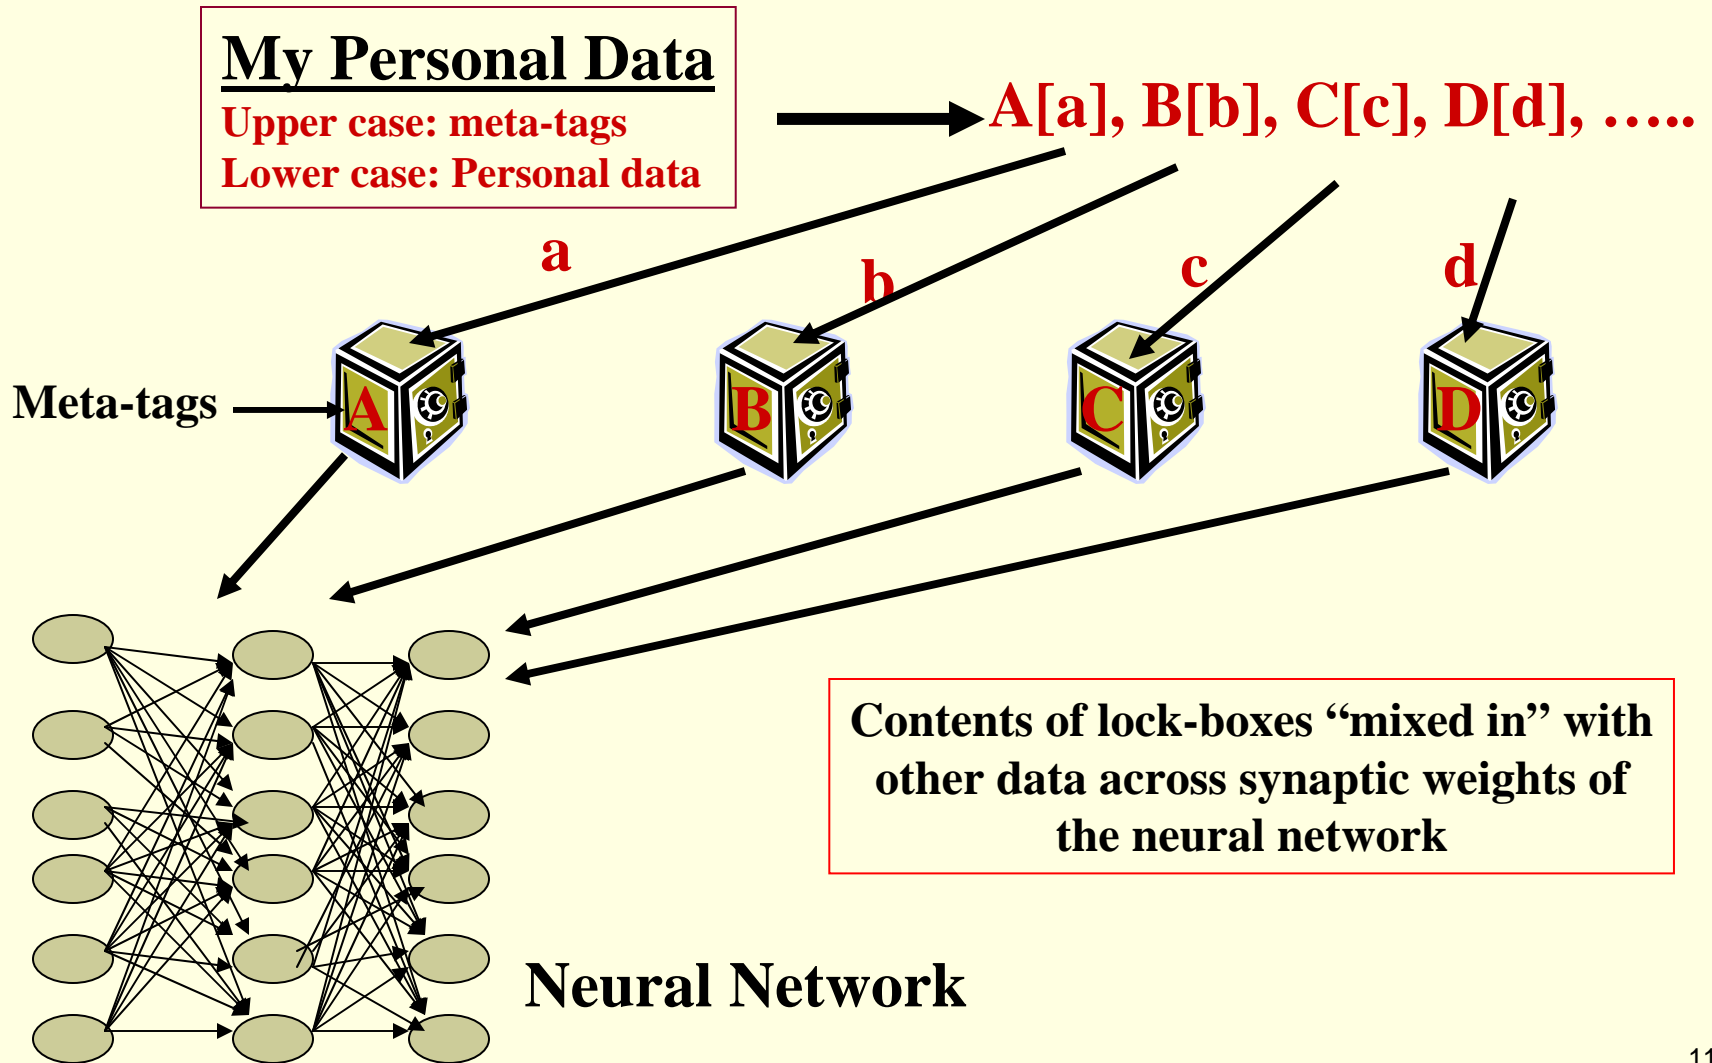 My Personal Data
Upper case: meta-tags
Lower case: Personal data
A[a], B[b], C[c], D[d], …..
a
b
c
d
Meta-tags
A
B
C
D
Contents of lock-boxes “mixed in” with
other data across synaptic weights of
the neural network
Neural Network
11